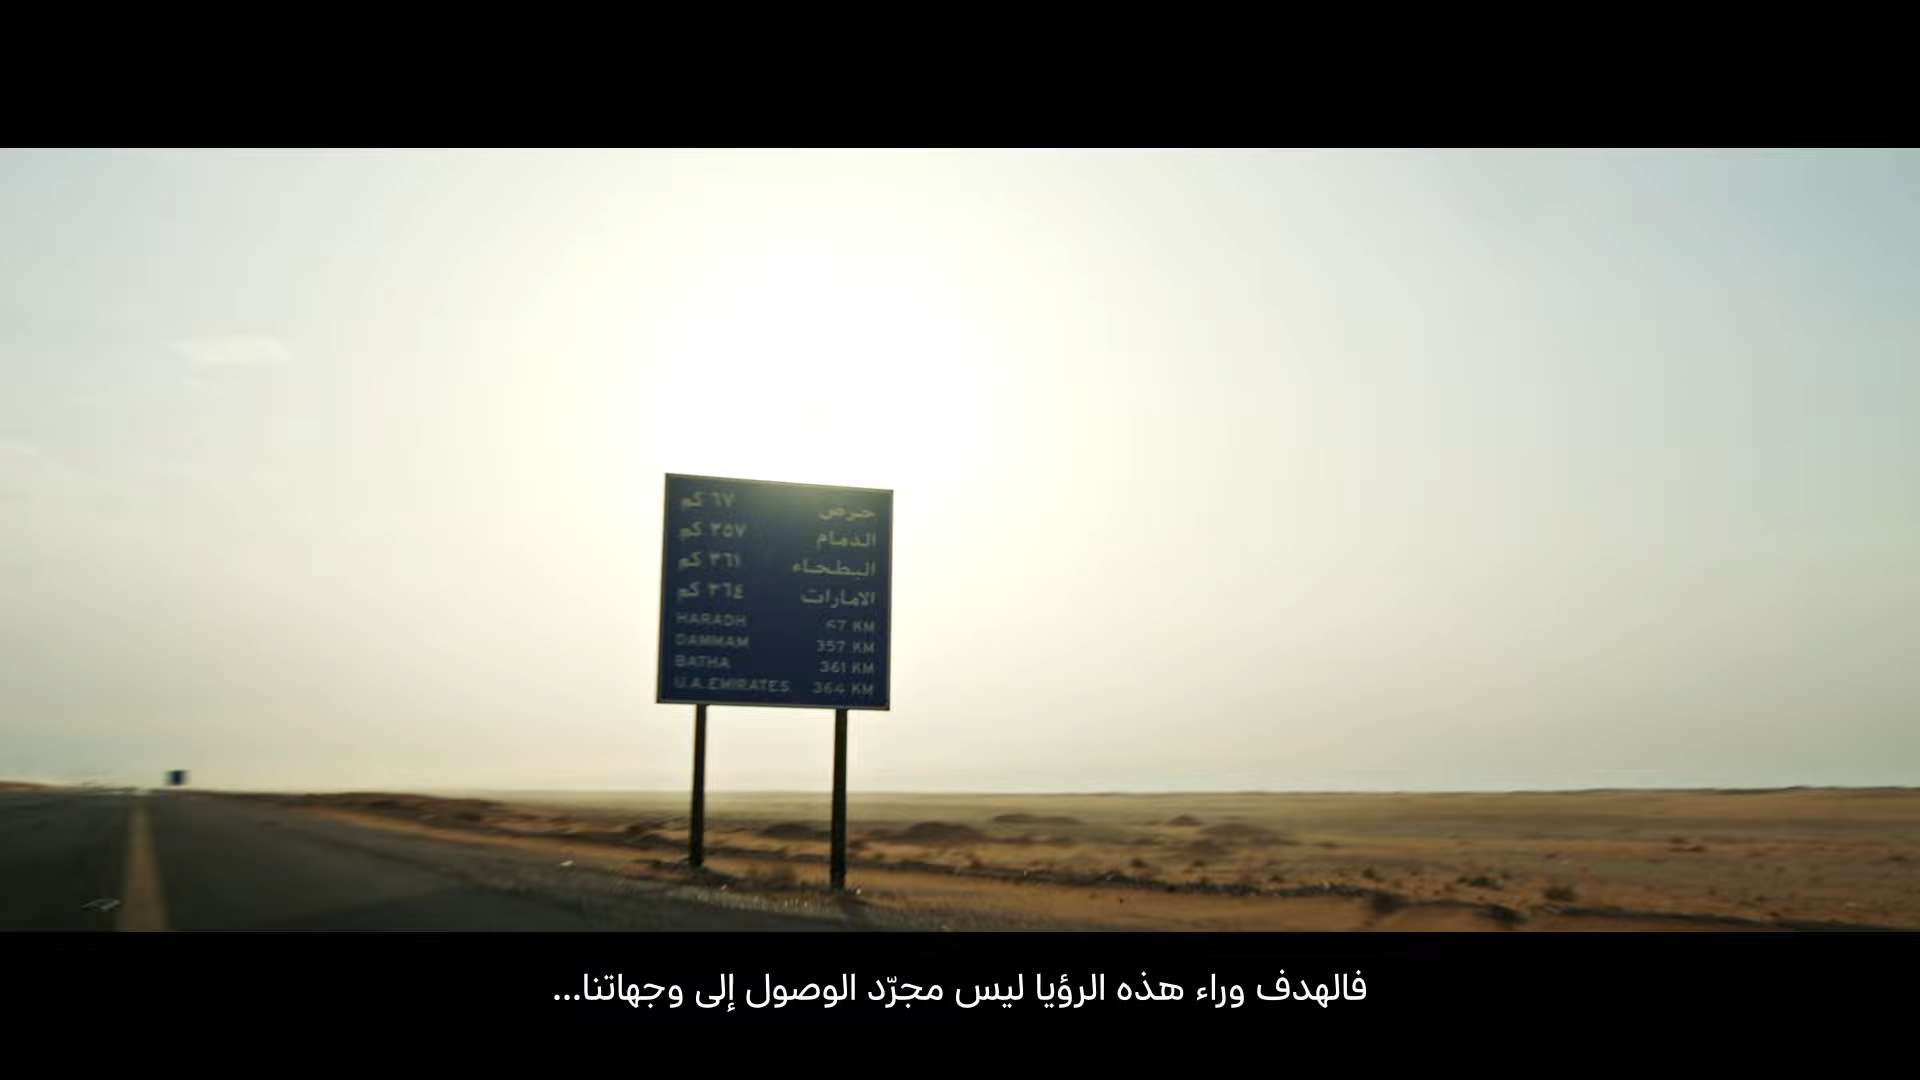 حرض ٦٧ كم
الدمام ٣٥٧ كم
البطحاء ٣٦١ كم
الامارات ٣٦٤ كم
HARADH 67 KM
DAMMAM 357 KM
BATHA 361 KM
U.A.EMIRATES 364 KM
فالهدف وراء هذه الرؤيا ليس مجرّد الوصول إلى وجهاتنا...